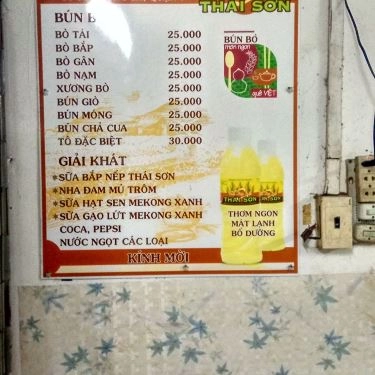 THÁI SƠN
BÚN BÒ
BÒ TÁI 25.000
BÒ BẮP 25.000
BÒ GÂN 25.000
BÒ NẠM 25.000
XƯƠNG BÒ 25.000
BÚN GIÒ 25.000
BÚN MÓNG 25.000
BÚN CHẢ CUA 25.000
TÔ ĐẶC BIỆT 30.000
BÚN BÒ
món ngon
quê VIỆT
GIẢI KHÁT
*SỮA BẮP NẾP THÁI SƠN
*NHA ĐAM MỦ TRÔM
*SỮA HẠT SEN MEKONG XANH
*SỮA GẠO LỨT MEKONG XANH
COCA, PEPSI
NƯỚC NGỌT CÁC LOẠI
THÁI SƠN
THƠM NGON
MÁT LẠNH
BỔ DƯỠNG
KÍNH MỜI